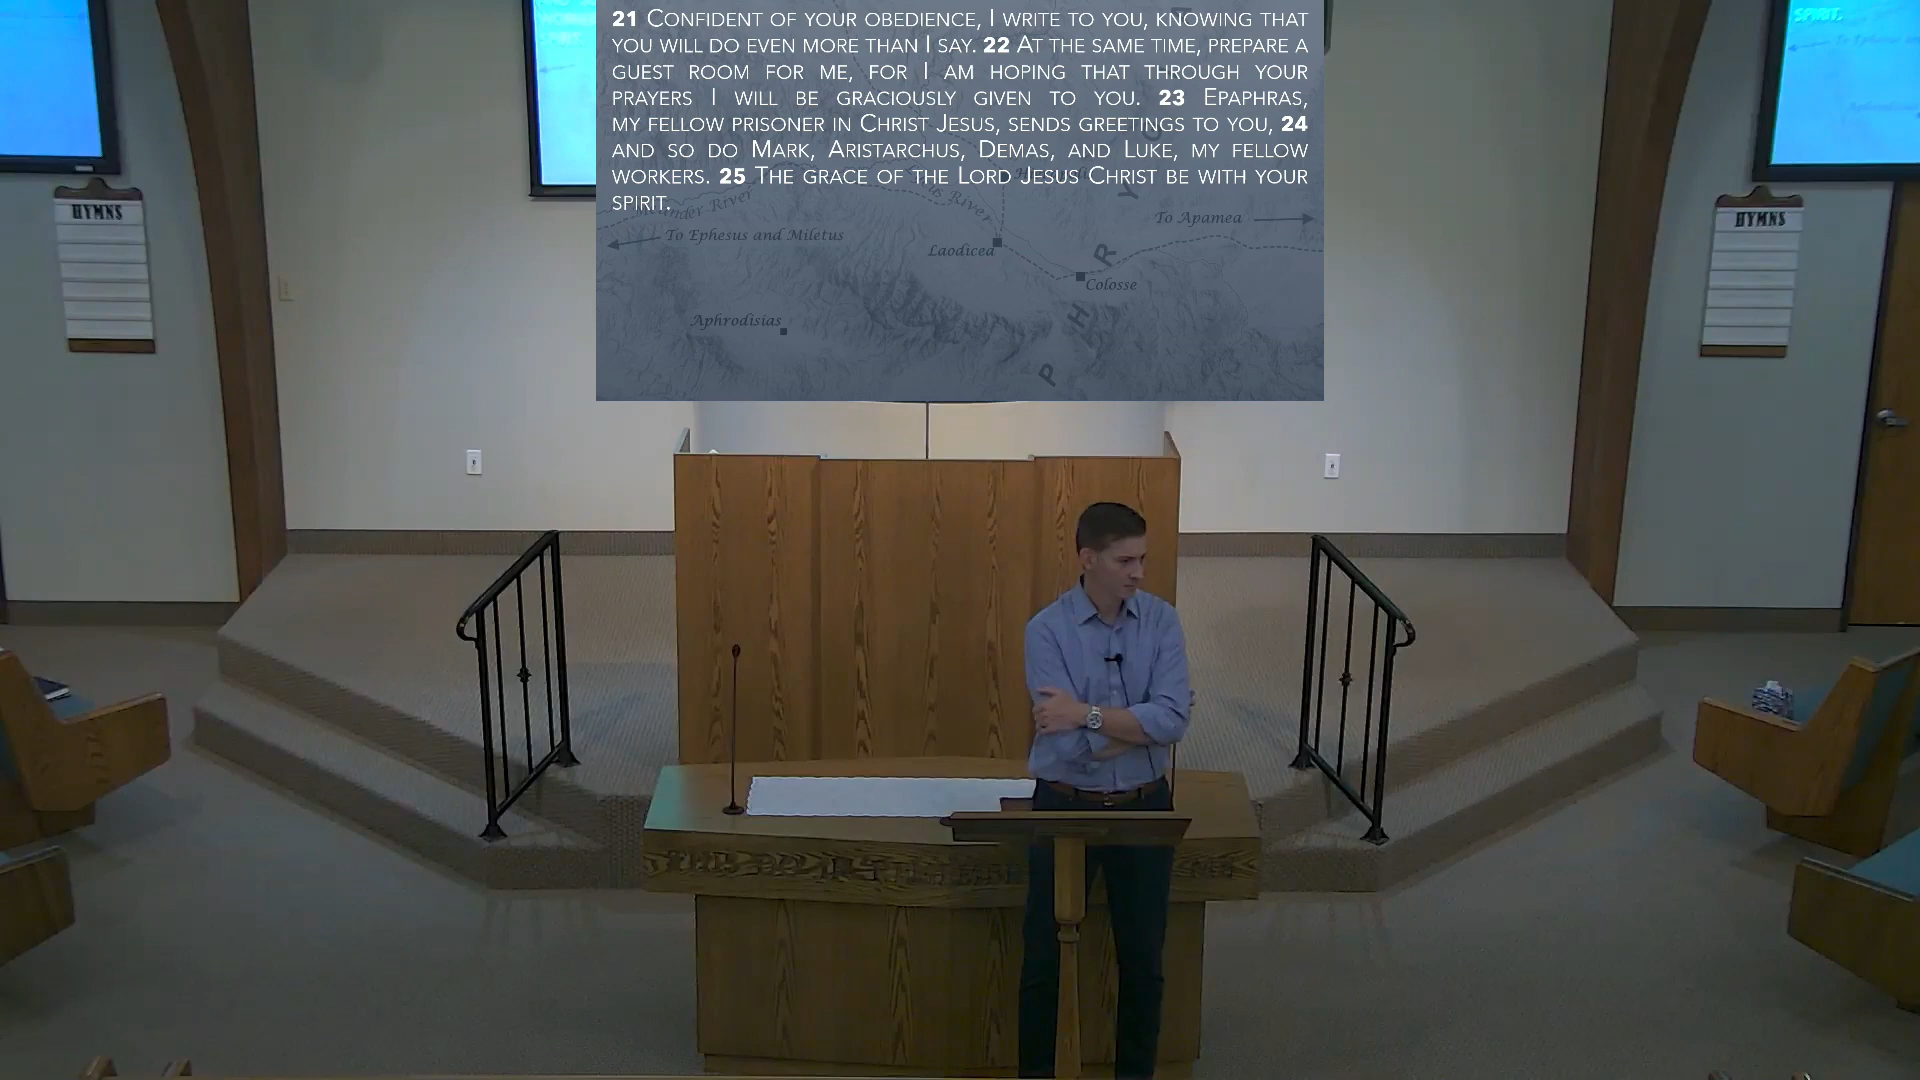 21 Confident of your obedience, I write to you, knowing that
you will do even more than I say. 22 At the same time, prepare a
guest room for me, for I am hoping that through your
prayers I will be graciously given to you. 23 Epaphras,
my fellow prisoner in Christ Jesus, sends greetings to you, 24
and so do Mark, Aristarchus, Demas, and Luke, my fellow
workers. 25 The grace of the Lord Jesus Christ be with your
spirit.
River
River
To Apamea
To Ephesus and Miletus
Laodicea
Colosse
Aphrodisias
P H R Y
SPIRIT.
HYMNS
HYMNS